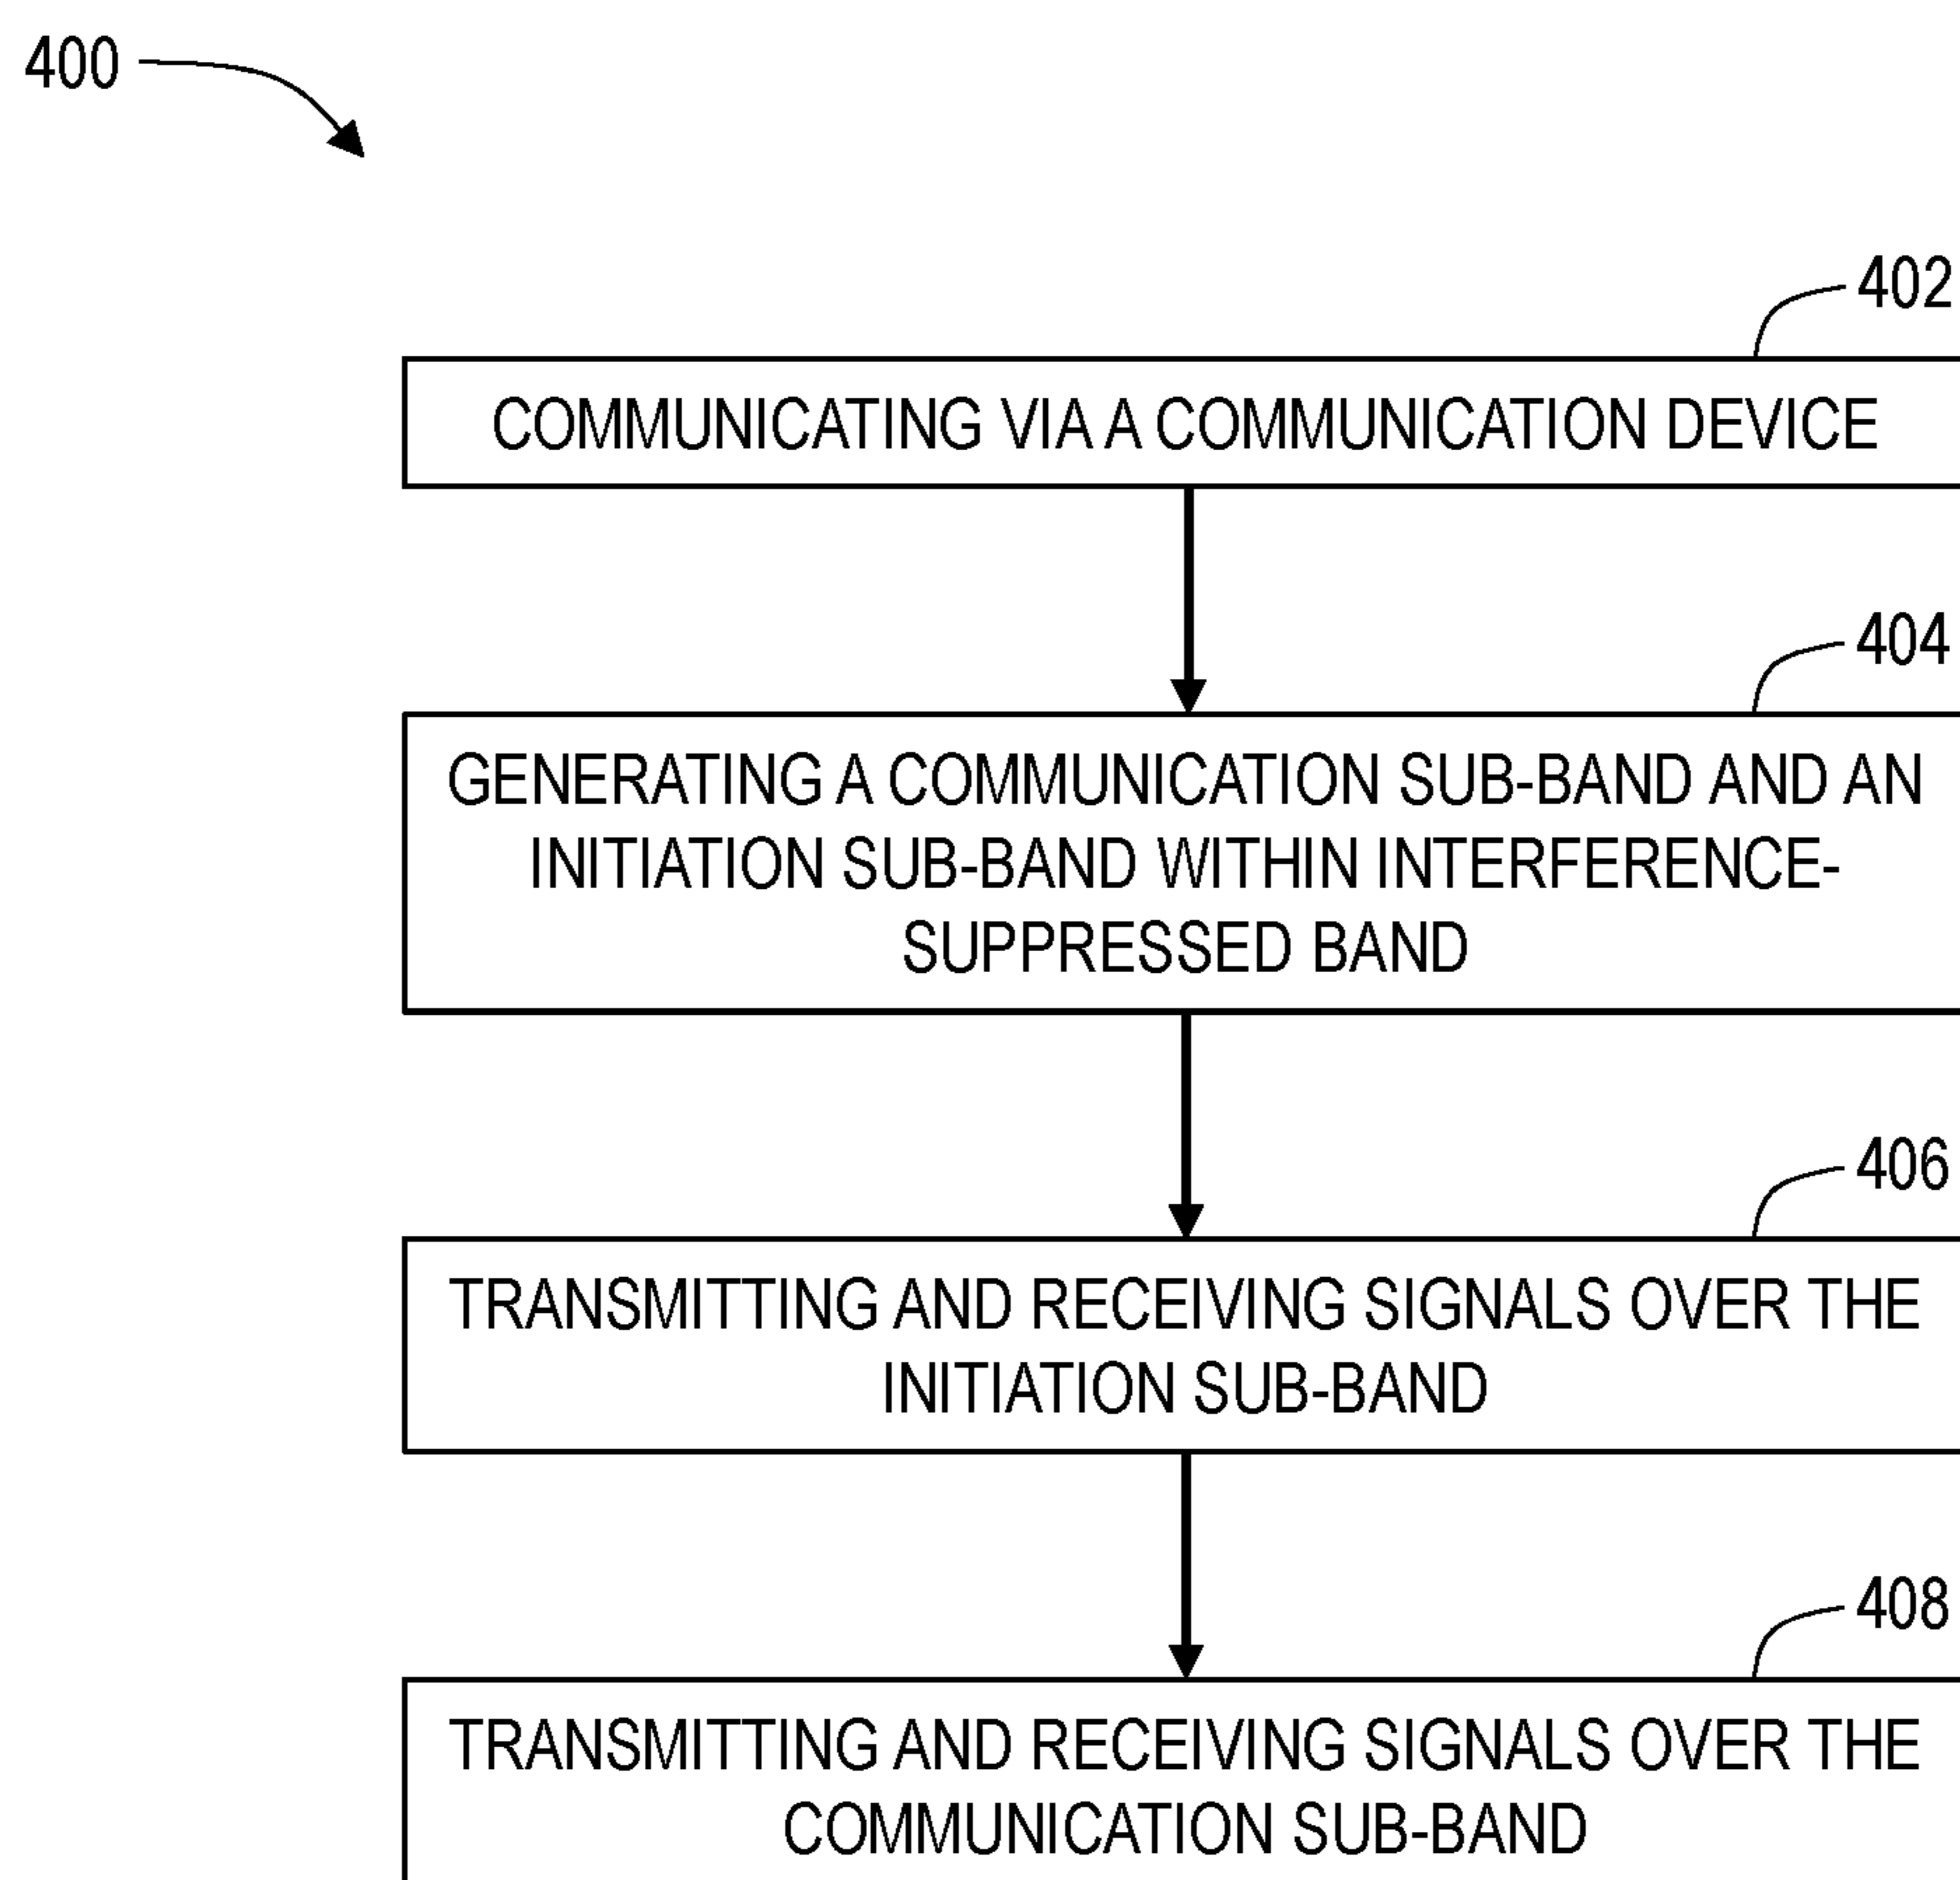 400
402
COMMUNICATING VIA A COMMUNICATION DEVICE
404
GENERATING A COMMUNICATION SUB-BAND AND AN
INITIATION SUB-BAND WITHIN INTERFERENCE-
SUPPRESSED BAND
406
TRANSMITTING AND RECEIVING SIGNALS OVER THE
INITIATION SUB-BAND
408
TRANSMITTING AND RECEIVING SIGNALS OVER THE
COMMUNICATION SUB-BAND